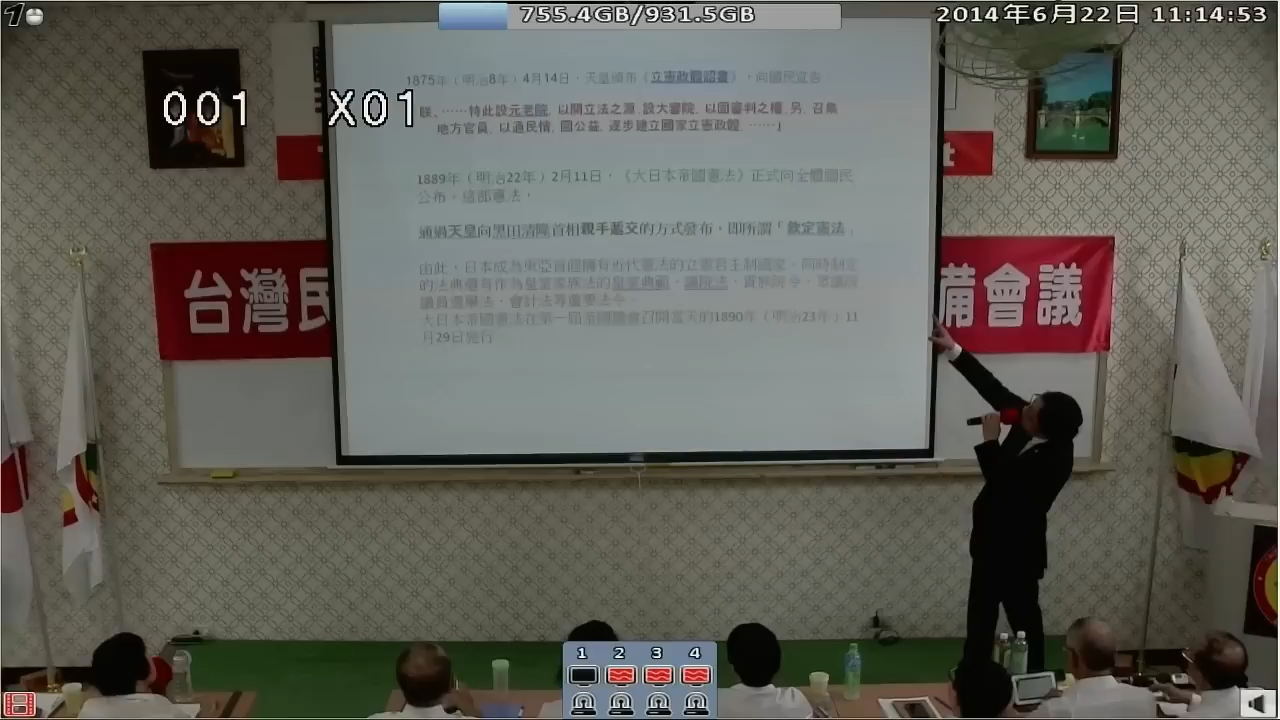 755.4GB/931.5GB
2014年6月22日 11:14:53
001 X01
1875年（明治8年）4月14日，天皇頒布《立憲政體詔書》，向國民宣告：
朕、……特此設元老院, 以開立法之源, 設大審院, 以固審判之權, 另, 召集
地方官員, 以通民情, 圖公益, 逐步建立國家立憲政體, ……」
1889年（明治22年）2月11日，《大日本帝國憲法》正式向全體國民
公布。這部憲法，
通過天皇向黑田清隆首相親手遞交的方式發布，即所謂「欽定憲法」
由此，日本成為東亞首個擁有近代憲法的立憲君主制國家。同時制定
的法典還有作為皇室家族法的皇室典範、議院法、貴族院令、眾議院
議員選舉法、會計法等重要法令。
大日本帝國憲法在第一屆帝國議會召開當天的1890年（明治23年）11
月29日施行
台灣民
備會議
1 2 3 4